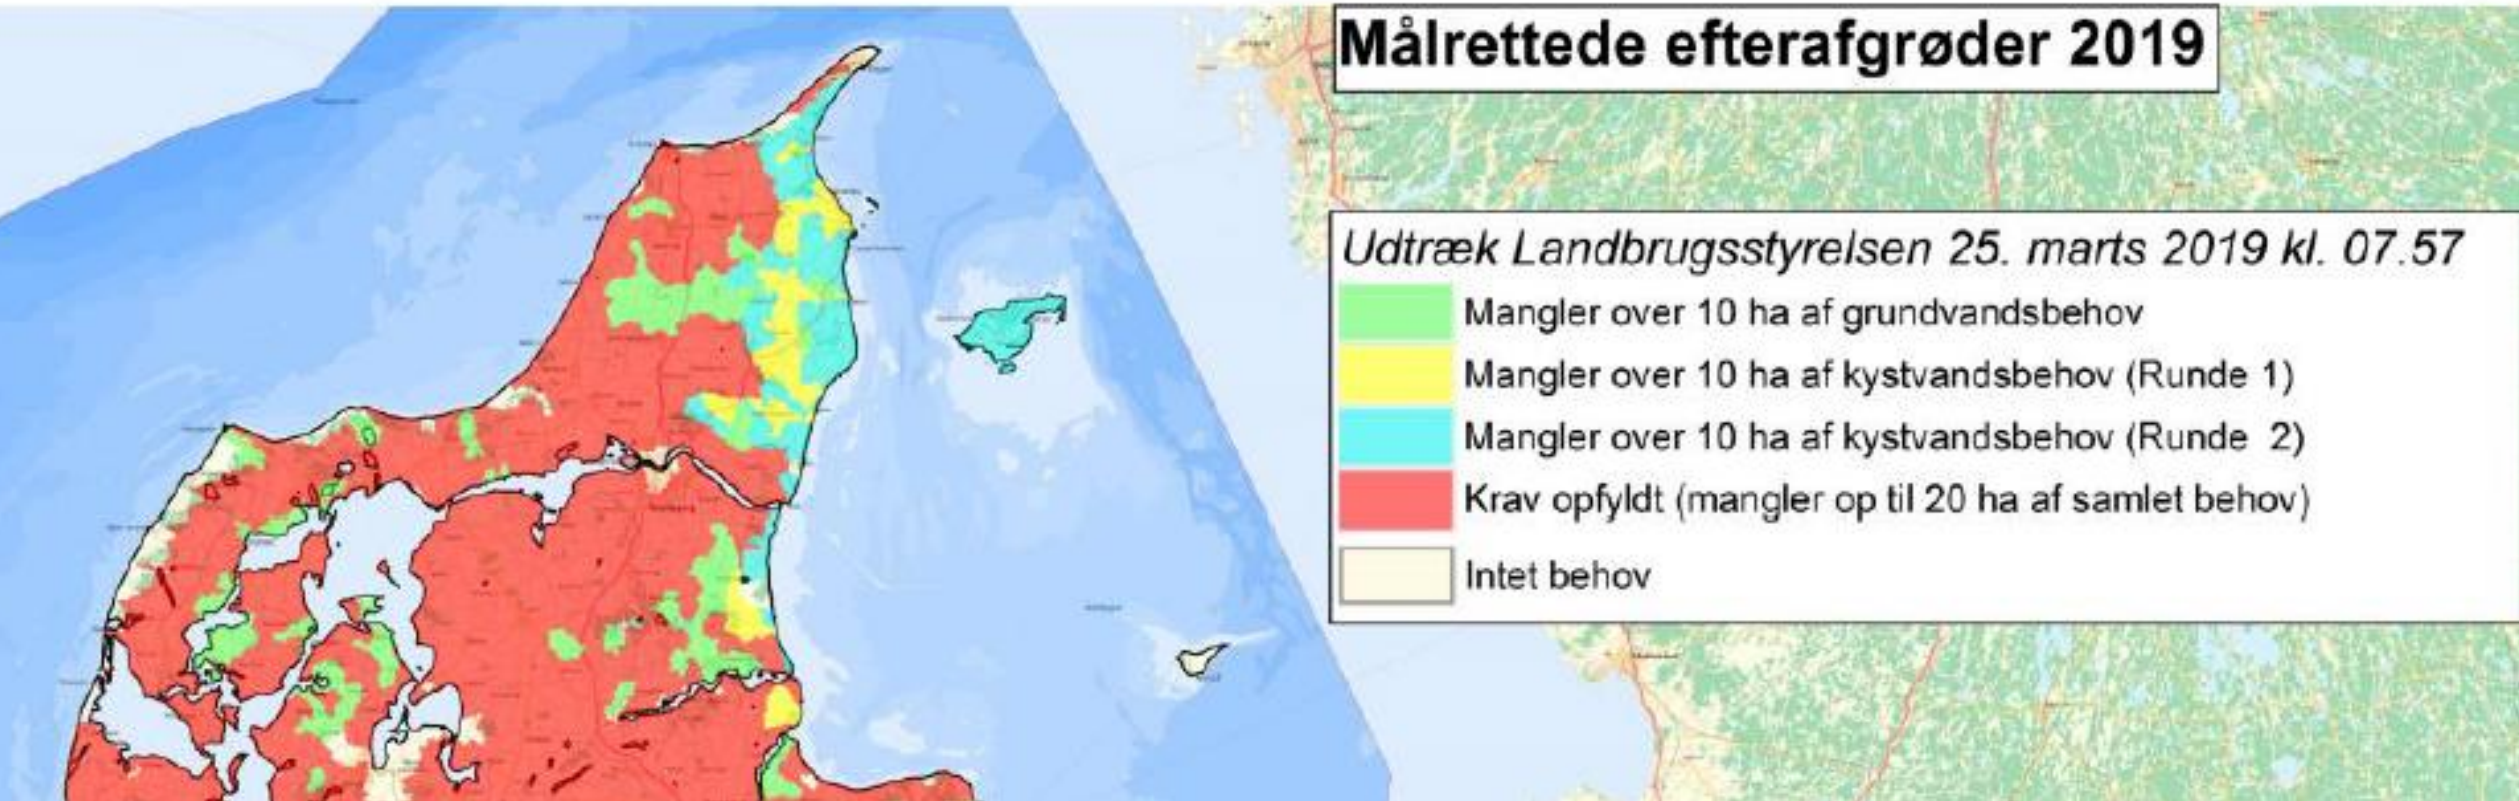 Målrettede efterafgrøder 2019
Udtræk Landbrugsstyrelsen 25. marts 2019 kl. 07.57
Mangler over 10 ha af grundvandsbehov
Mangler over 10 ha af kystvandsbehov (Runde 1)
Mangler over 10 ha af kystvandsbehov (Runde 2)
Krav opfyldt (mangler op til 20 ha af samlet behov)
Intet behov